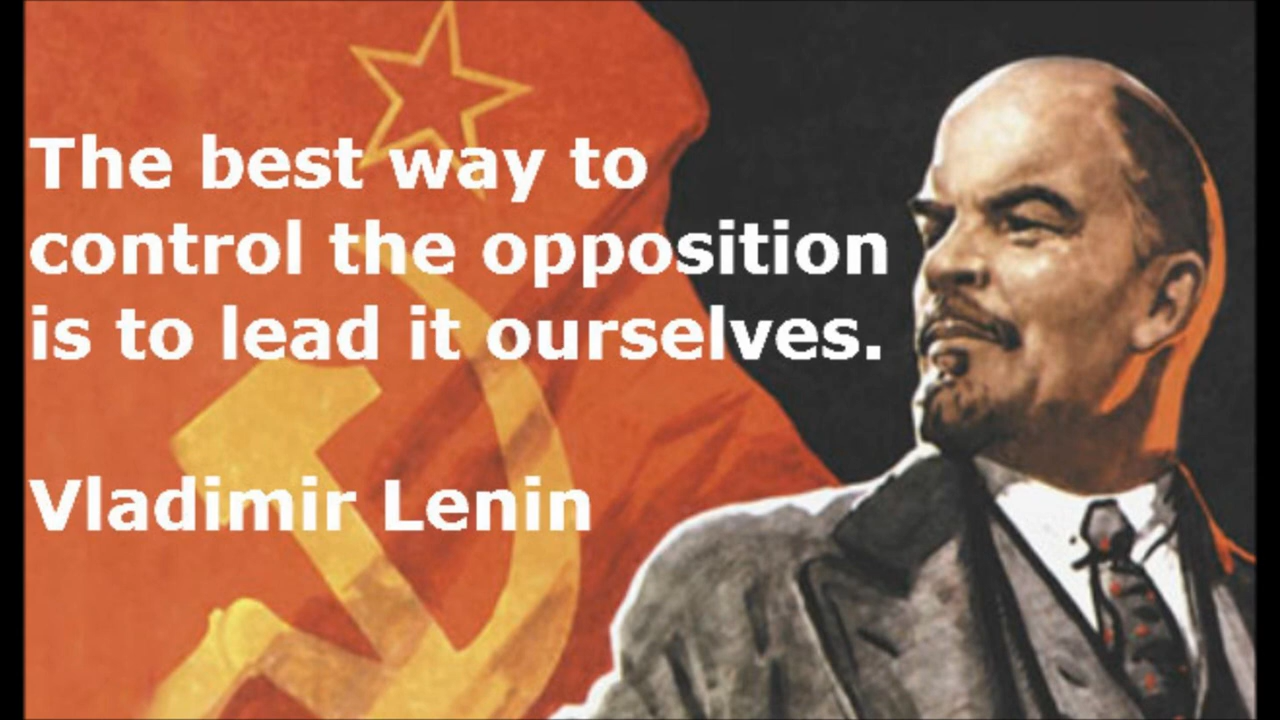 The best way to
control the opposition
is to lead it ourselves.
Vladimir Lenin